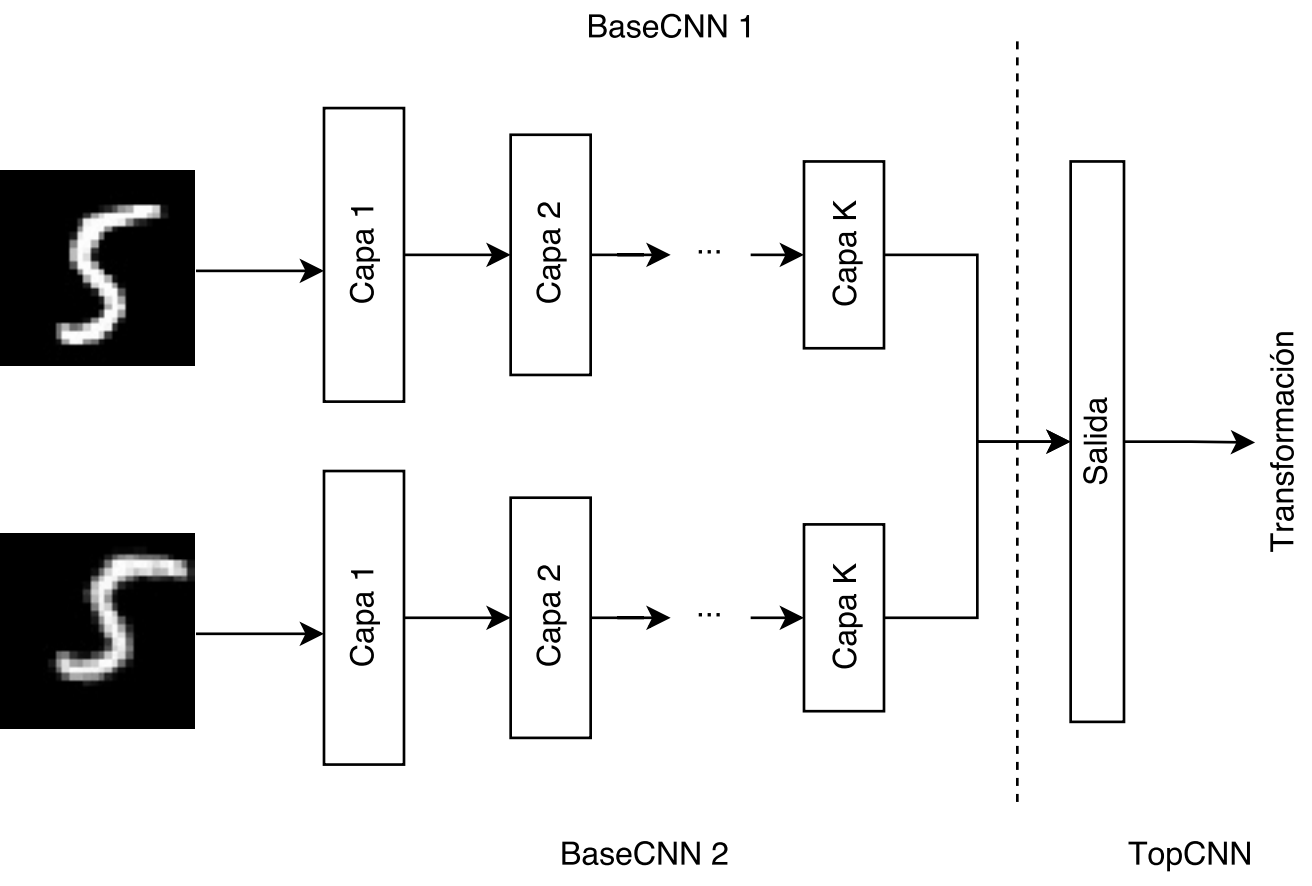 BaseCNN 1
Capa 1
Capa 2
...
Capa K
Salida
Transformación
Capa 1
Capa 2
...
Capa K
BaseCNN 2
TopCNN